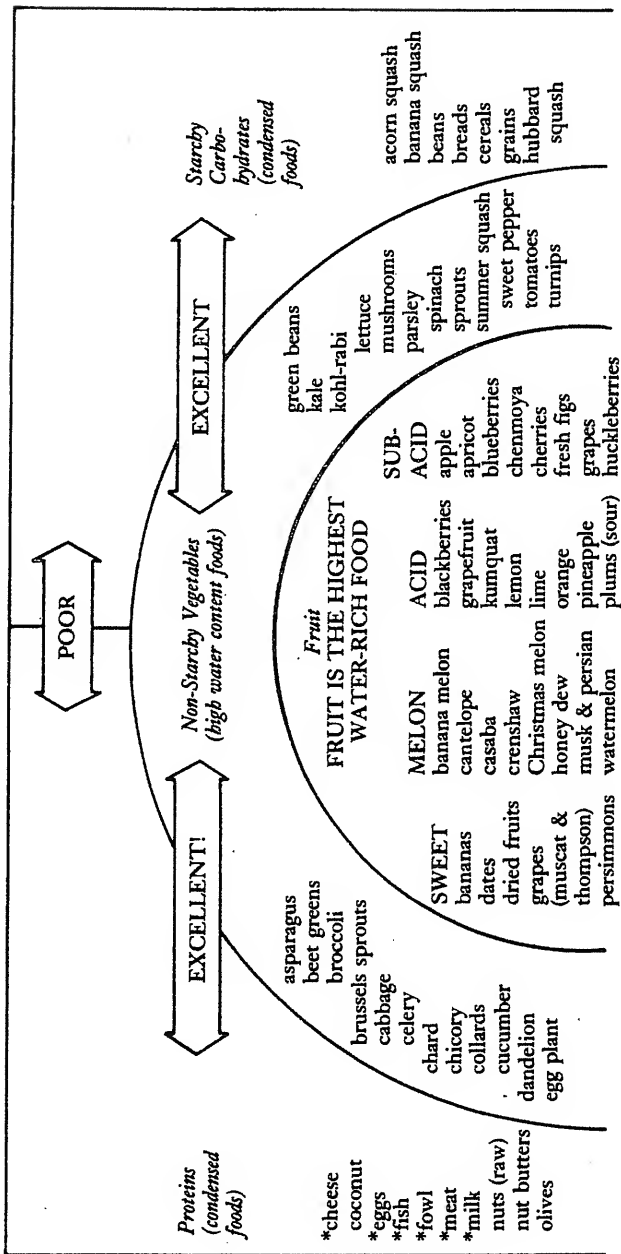 POOR
EXCELLENT!
EXCELLENT
Proteins
(condensed
foods)
*cheese
coconut
*eggs
*fish
*fowl
*meat
*milk
nuts (raw)
nut butters
olives
Non-Starchy Vegetables
(high water content foods)
asparagus
beet greens
broccoli
brussels sprouts
cabbage
celery
chard
chicory
collards
cucumber
dandelion
egg plant
green beans
kale
kohl-rabi
lettuce
mushrooms
parsley
spinach
sprouts
summer squash
sweet pepper
tomatoes
turnips
Starchy
Carbo-
hydrates
(condensed
foods)
acorn squash
banana squash
beans
breads
cereals
grains
hubbard
squash
Fruit
FRUIT IS THE HIGHEST
WATER-RICH FOOD
SWEET
bananas
dates
dried fruits
grapes
(muscat &
thompson)
persimmons
MELON
banana melon
cantelope
casaba
crenshaw
Christmas melon
honey dew
musk & persian
watermelon
ACID
blackberries
grapefruit
kumquat
lemon
lime
orange
pineapple
plums (sour)
SUB-
ACID
apple
apricot
blueberries
chenmoya
cherries
fresh figs
grapes
huckleberries